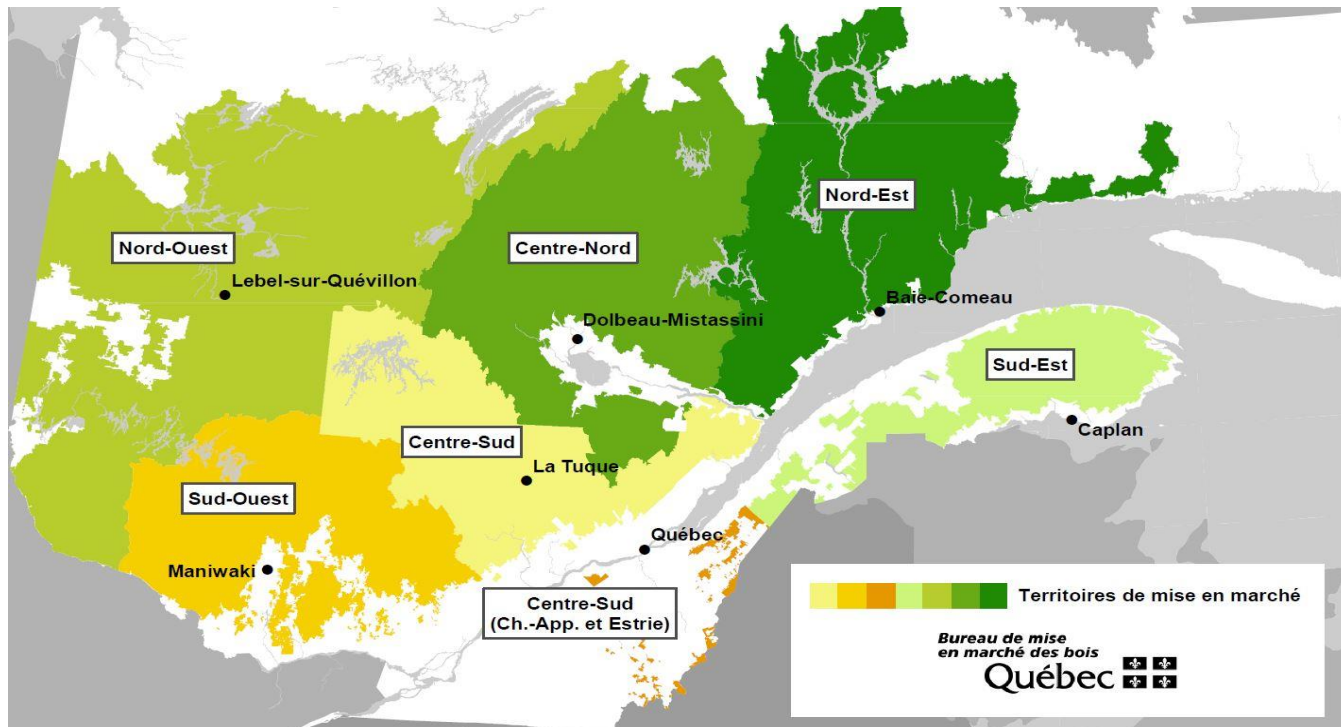 Nord-Est
Nord-Ouest
Centre-Nord
Lebel-sur-Quévillon
Baie-Comeau
Dolbeau-Mistassini
Sud-Est
Caplan
Centre-Sud
La Tuque
Sud-Ouest
Québec
Maniwaki
Centre-Sud
(Ch.-App. et Estrie)
Territoires de mise en marché
Bureau de mise
en marché des bois
Québec